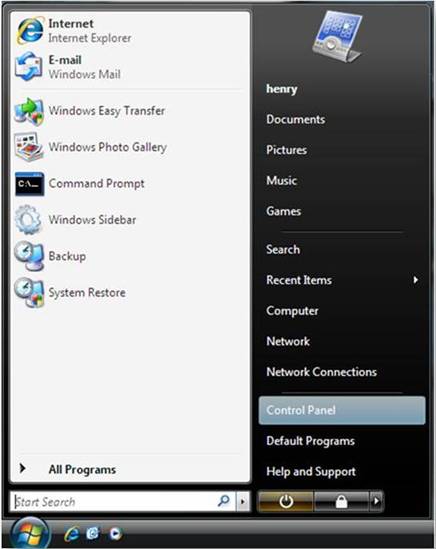 Internet
Internet Explorer
E-mail
Windows Mail
Windows Easy Transfer
Windows Photo Gallery
Command Prompt
C:\_
Windows Sidebar
Backup
System Restore
All Programs
Start Search
henry
Documents
Pictures
Music
Games
Search
Recent Items
Computer
Network
Network Connections
Control Panel
Default Programs
Help and Support